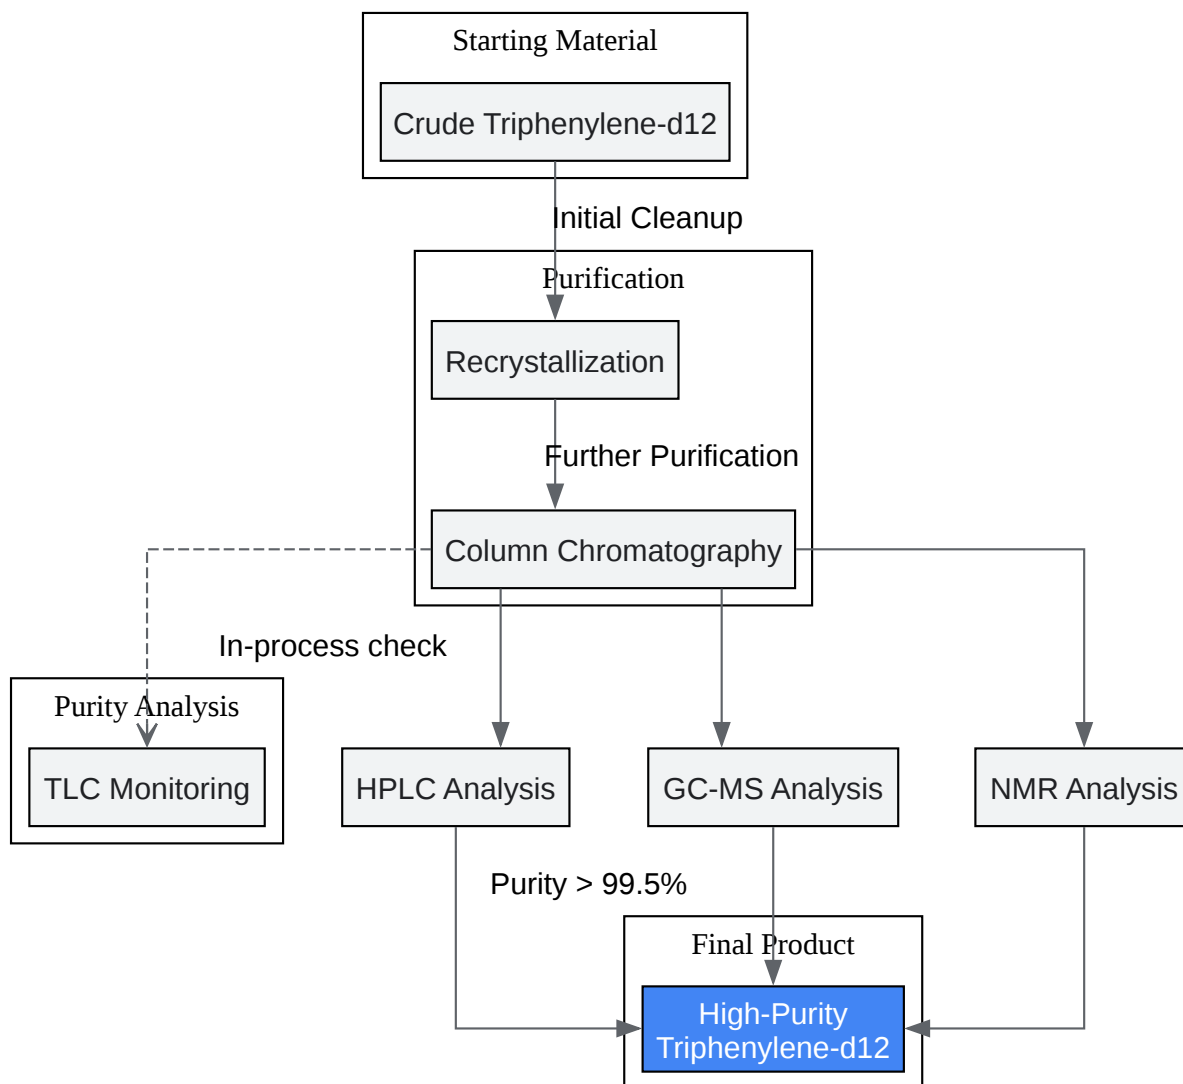 Starting Material
Crude Triphenylene-d12
Initial Cleanup
Purification
Recrystallization
Further Purification
Column Chromatography
In-process check
Purity Analysis
TLC Monitoring
HPLC Analysis
GC-MS Analysis
NMR Analysis
Purity > 99.5%
Final Product
High-Purity
Triphenylene-d12